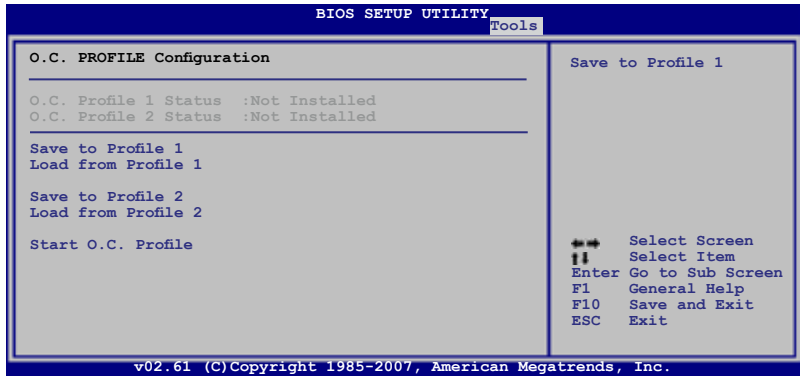 BIOS SETUP UTILITY
Tools
O.C. PROFILE Configuration
O.C. Profile 1 Status :Not Installed
O.C. Profile 2 Status :Not Installed
Save to Profile 1
Load from Profile 1
Save to Profile 2
Load from Profile 2
Start O.C. Profile
Save to Profile 1
Select Screen
Select Item
Enter Go to Sub Screen
F1 General Help
F10 Save and Exit
ESC Exit
v02.61 (C)Copyright 1985-2007, American Megatrends, Inc.